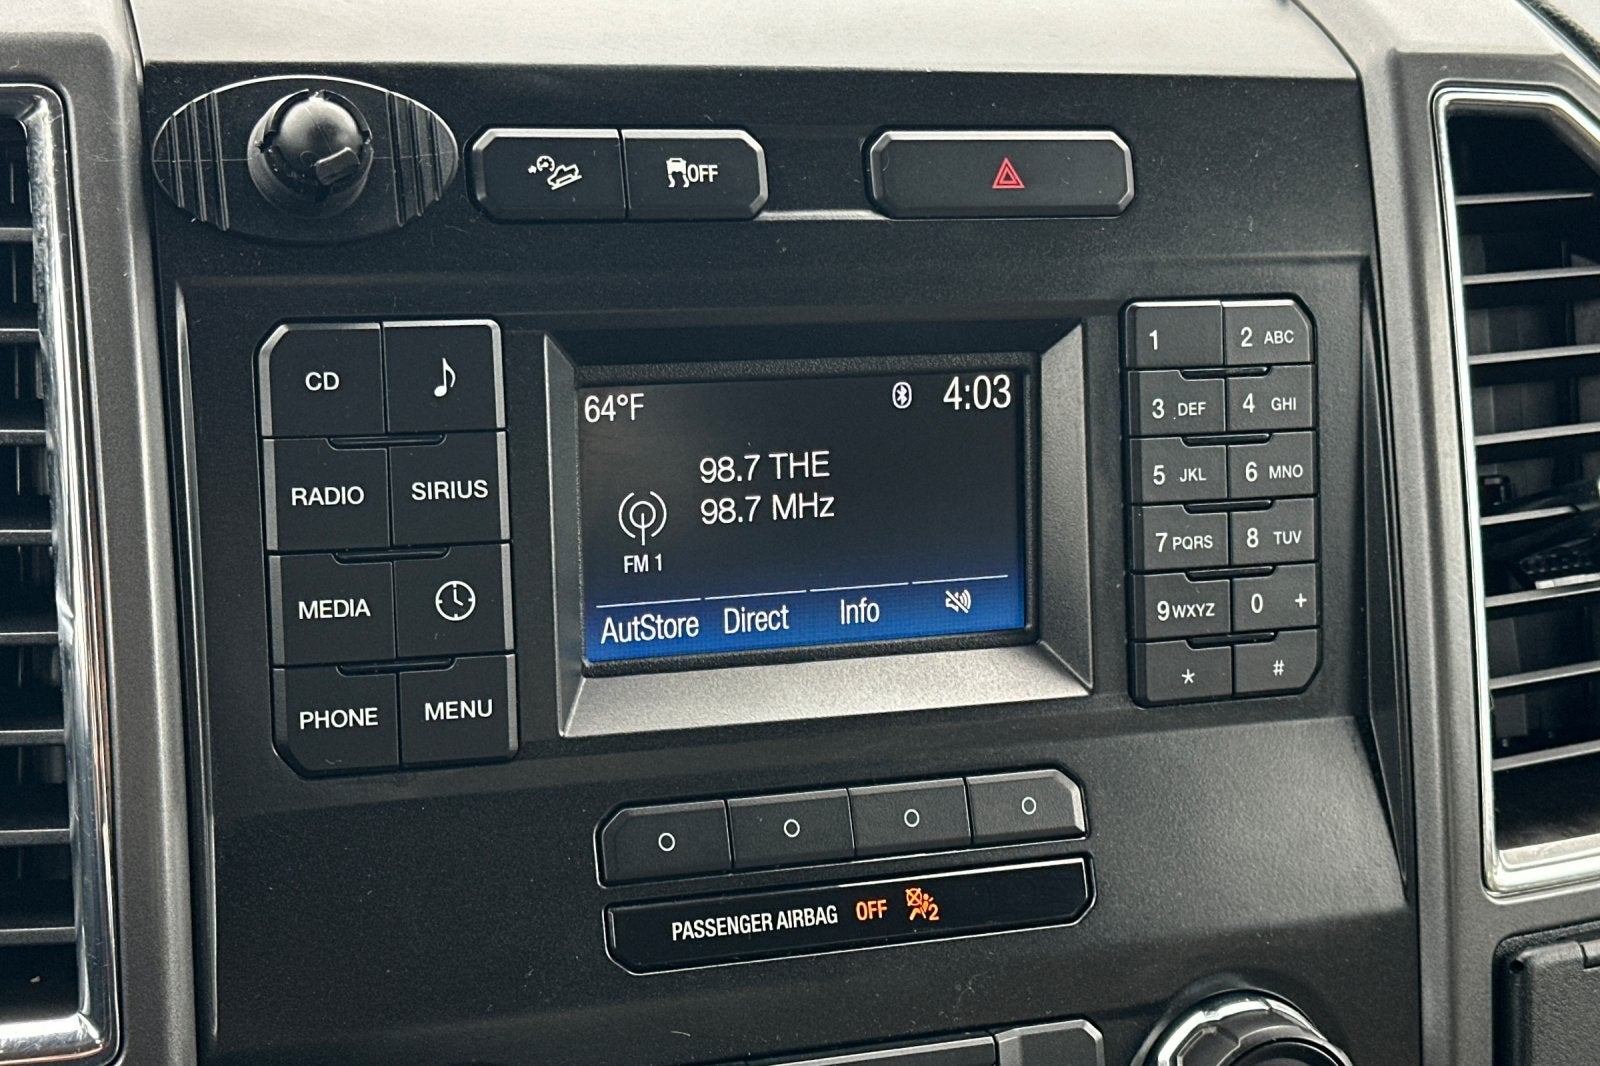 OFF
CD
RADIO
SIRIUS
MEDIA
PHONE
MENU
64°F
4:03
98.7 THE
98.7 MHz
FM 1
AutStore
Direct
Info
1
2 ABC
3 DEF
4 GHI
5 JKL
6 MNO
7 PQRS
8 TUV
9 WXYZ
0 +
*
#
PASSENGER AIRBAG OFF 2